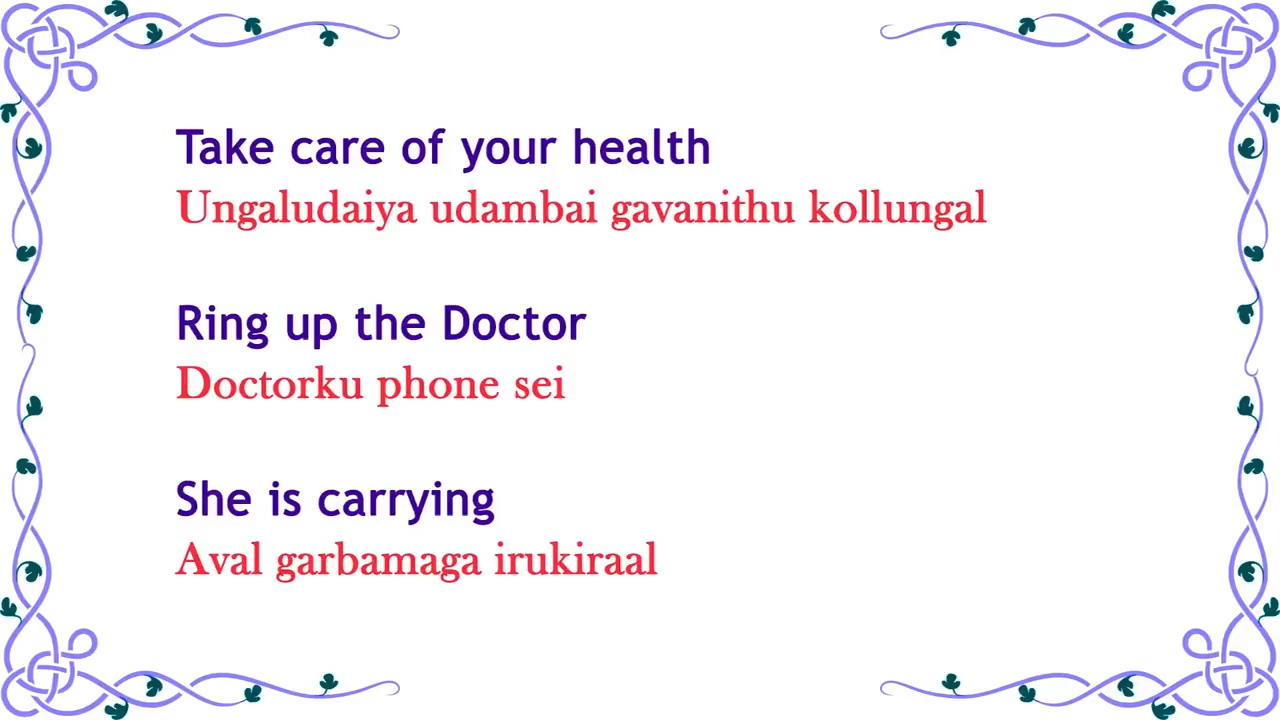 Take care of your health
Ungaludaiya udambai gavanithu kollungal
Ring up the Doctor
Doctorku phone sei
She is carrying
Aval garbamaga irukiraal